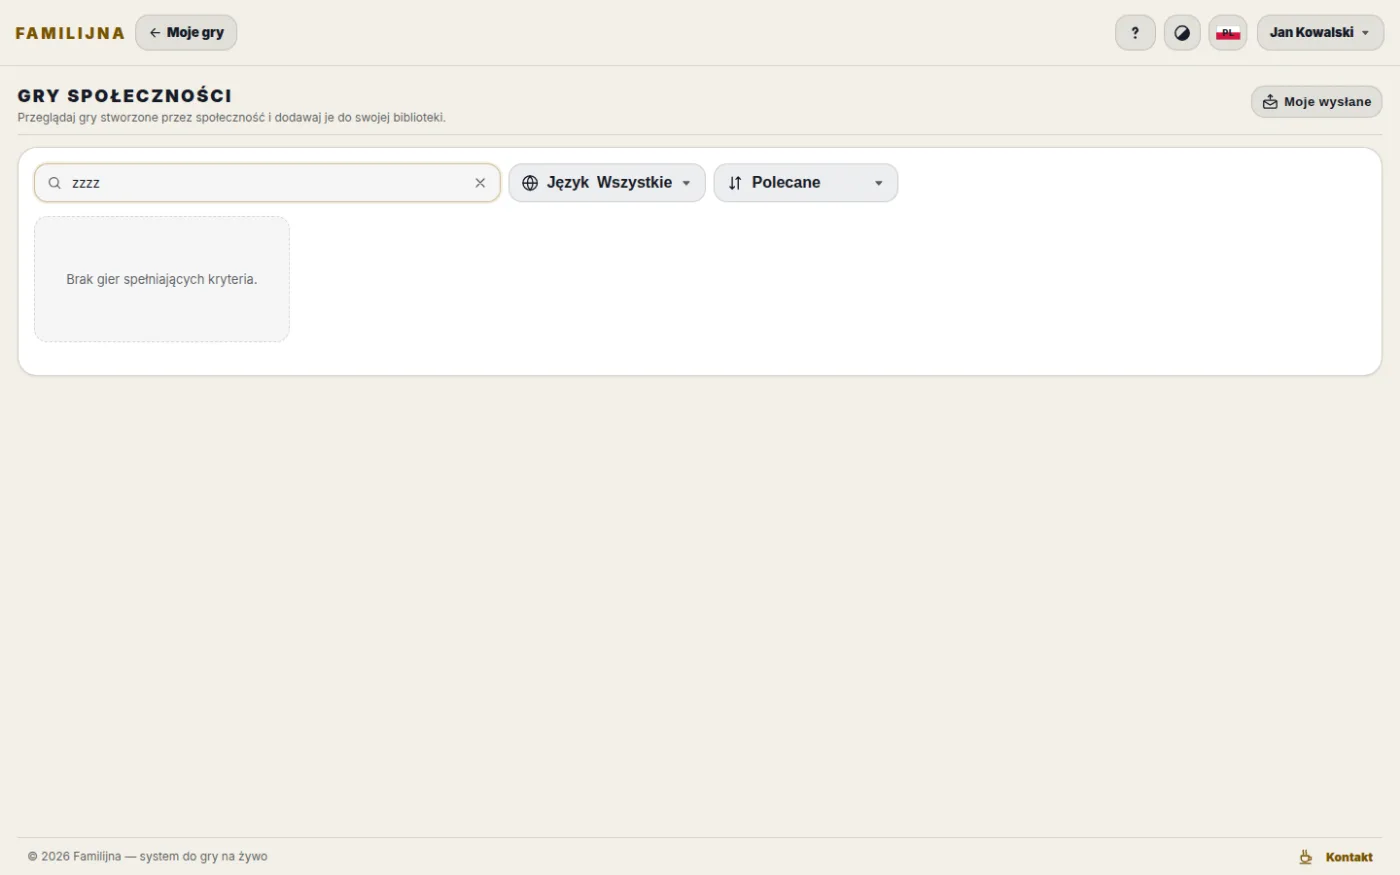 FAMILIJNA
← Moje gry
?
PL
Jan Kowalski
GRY SPOŁECZNOŚCI
Przeglądaj gry stworzone przez społeczność i dodawaj je do swojej biblioteki.
Moje wysłane
zzzz
Język Wszystkie
Polecane
Brak gier spełniających kryteria.
© 2026 Familijna — system do gry na żywo
Kontakt